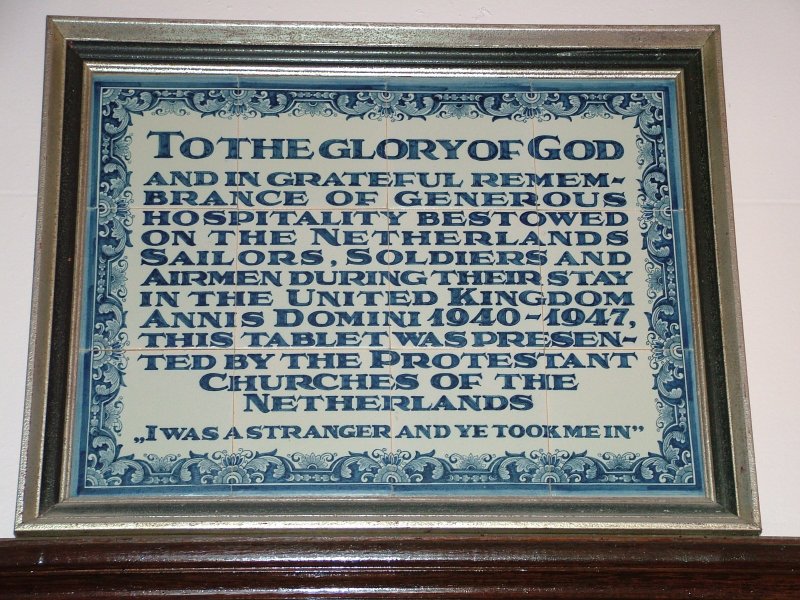 TO THE GLORY OF GOD
AND IN GRATEFUL REMEM-
BRANCE OF GENEROUS
HOSPITALITY BESTOWED
ON THE NETHERLANDS
SAILORS, SOLDIERS AND
AIRMEN DURING THEIR STAY
IN THE UNITED KINGDOM
ANNIS DOMINI 1940-1947,
THIS TABLET WAS PRESEN-
TED BY THE PROTESTANT
CHURCHES OF THE
NETHERLANDS
„I WAS A STRANGER AND YE TOOK ME IN”